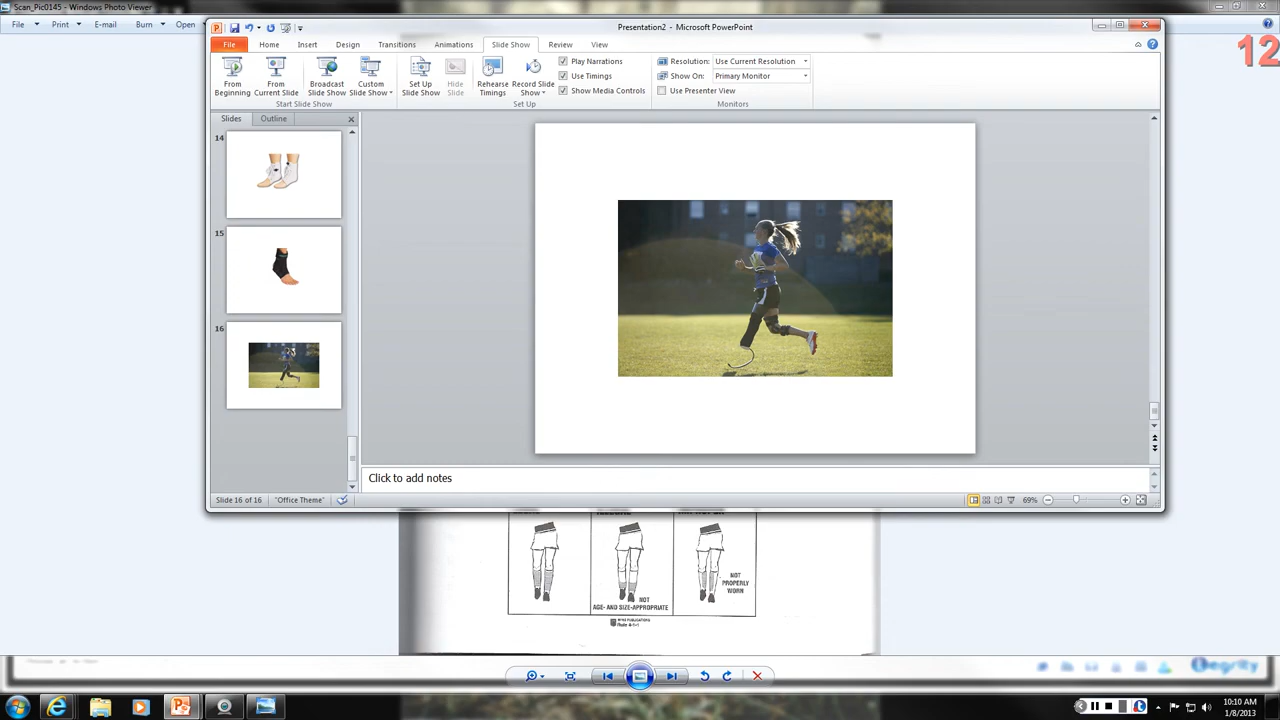 Scan_Pic0145 - Windows Photo Viewer
File Print E-mail Burn Open
12
Presentation2 - Microsoft PowerPoint
File Home Insert Design Transitions Animations Slide Show Review View
From Beginning
From Current Slide
Broadcast Slide Show
Custom Slide Show
Start Slide Show
Set Up Slide Show
Hide Slide
Rehearse Timings
Record Slide Show
Play Narrations
Use Timings
Show Media Controls
Set Up
Resolution: Use Current Resolution
Show On: Primary Monitor
Use Presenter View
Monitors
Slides Outline
14
15
16
Click to add notes
Slide 16 of 16 "Office Theme" 69%
NOT
AGE- AND SIZE-APPROPRIATE
NOT
PROPERLY
WORN
10:10 AM
1/8/2013